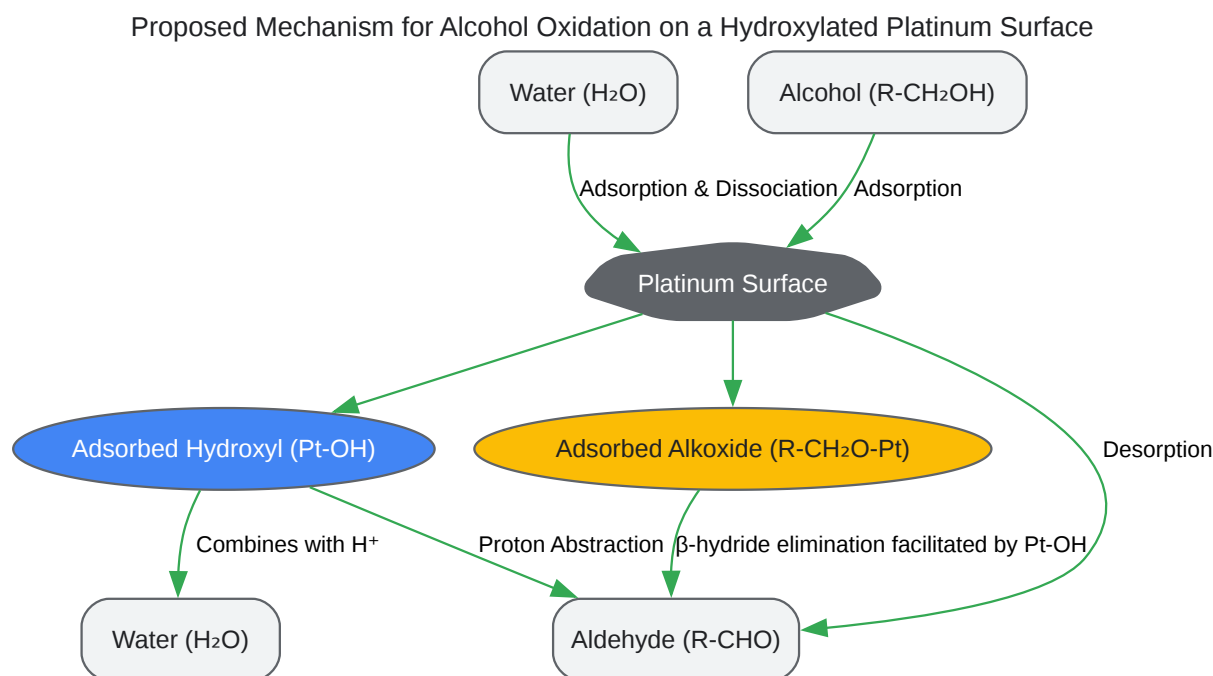 Proposed Mechanism for Alcohol Oxidation on a Hydroxylated Platinum Surface
Water (H₂O)
Alcohol (R-CH₂OH)
Adsorption & Dissociation
Adsorption
Platinum Surface
Adsorbed Hydroxyl (Pt-OH)
Adsorbed Alkoxide (R-CH₂O-Pt)
Desorption
Combines with H⁺
Proton Abstraction
β-hydride elimination facilitated by Pt-OH
Water (H₂O)
Aldehyde (R-CHO)